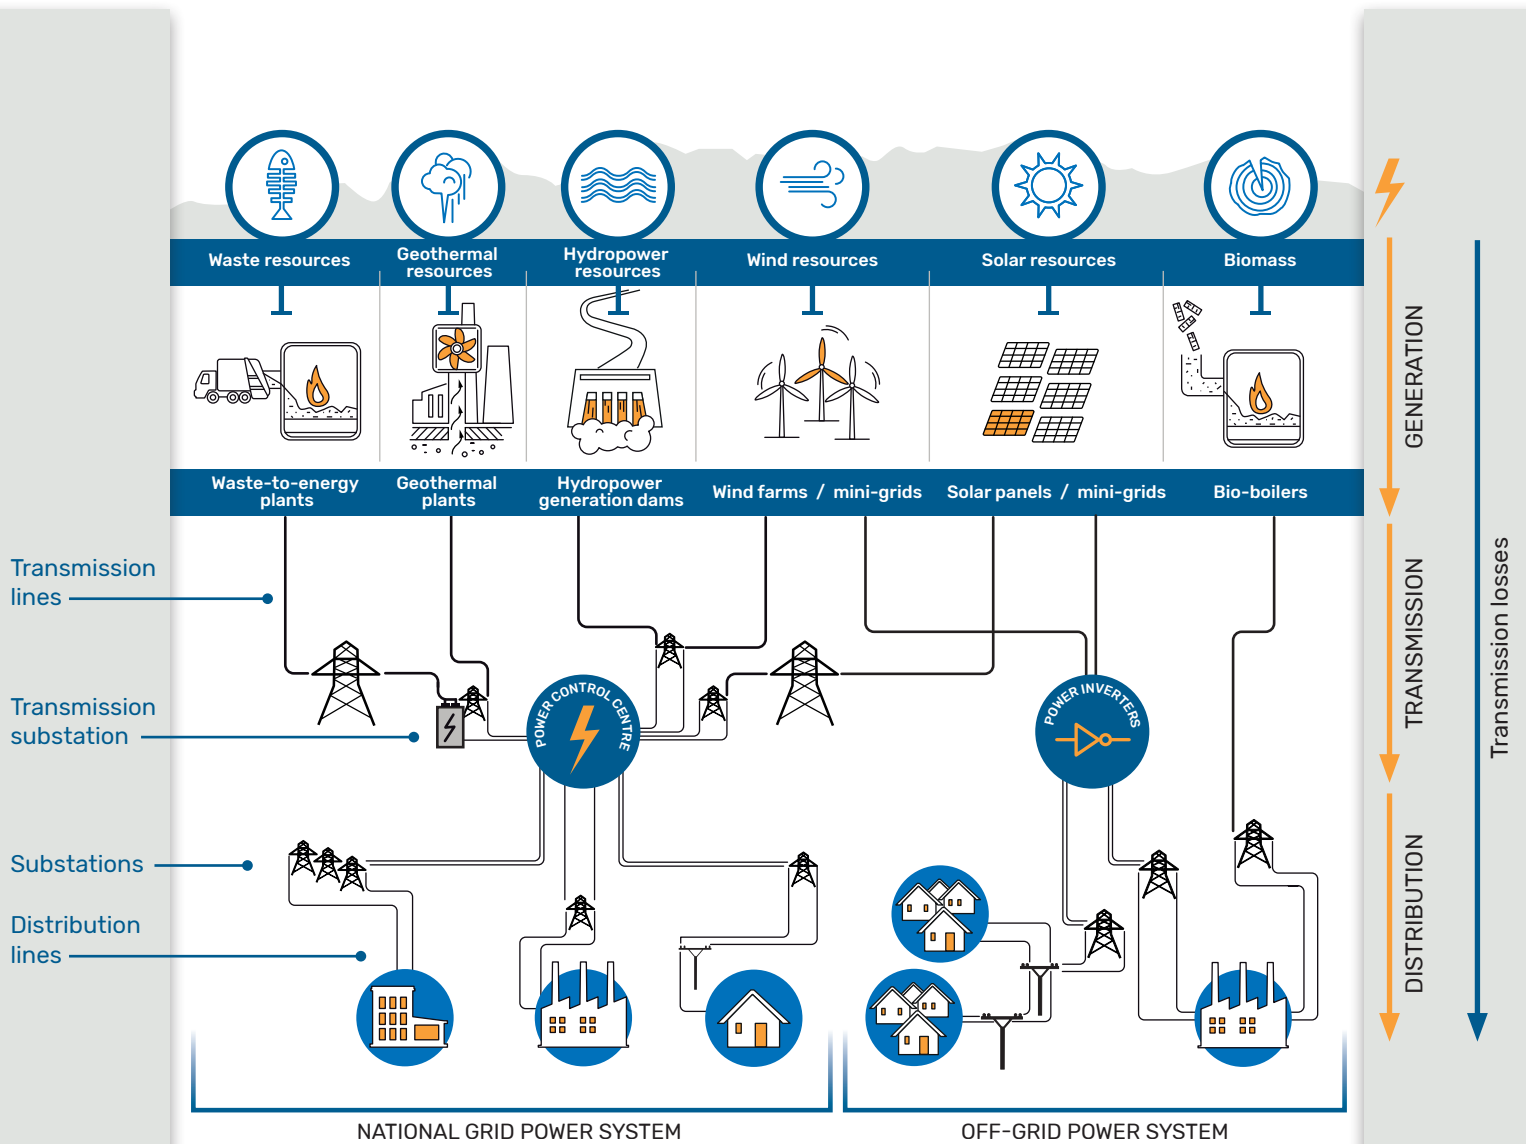 Waste resources
Geothermal
resources
Hydropower
resources
Wind resources
Solar resources
Biomass
Waste-to-energy
plants
Geothermal
plants
Hydropower
generation dams
Wind farms / mini-grids
Solar panels / mini-grids
Bio-boilers
GENERATION
TRANSMISSION
DISTRIBUTION
Transmission losses
Transmission
lines
Transmission
substation
Substations
Distribution
lines
POWER CONTROL CENTRE
POWER INVERTERS
NATIONAL GRID POWER SYSTEM
OFF-GRID POWER SYSTEM